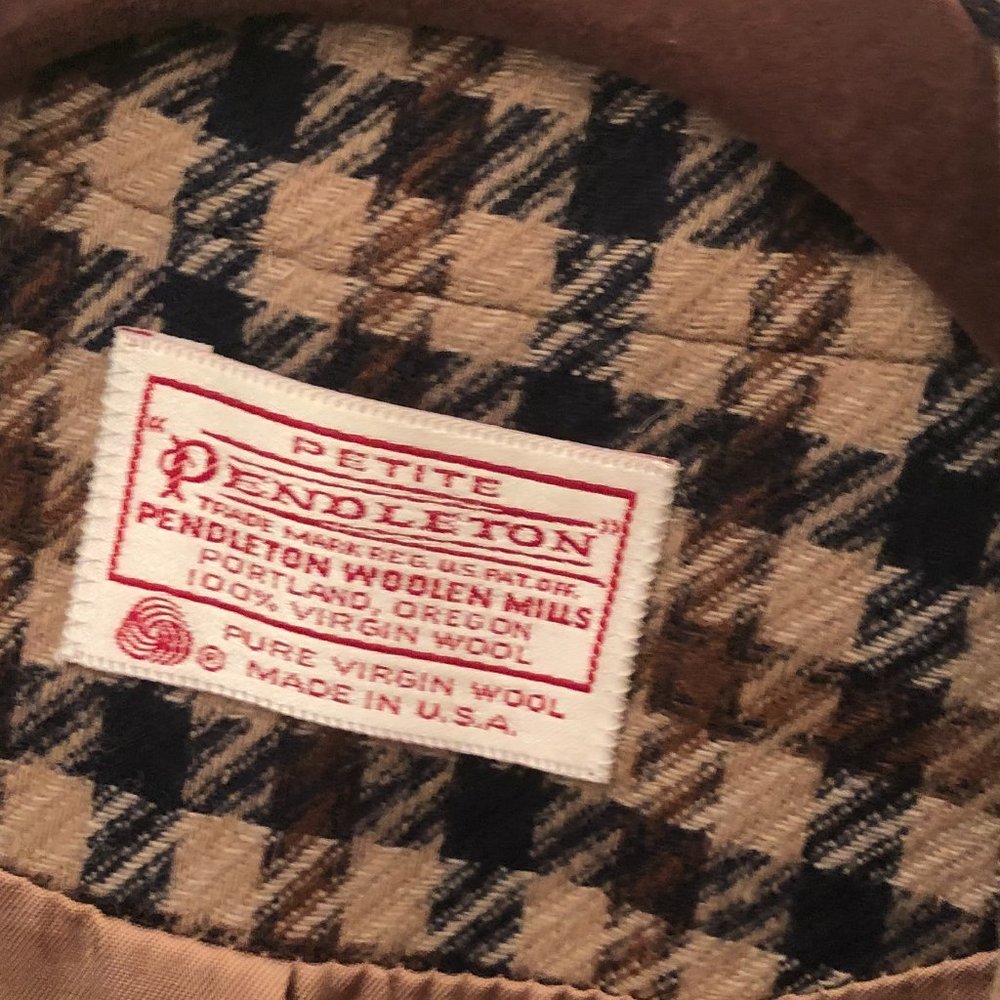 PETITE
"PENDLETON"
TRADE MARK REG. U.S. PAT. OFF.
PENDLETON WOOLEN MILLS
PORTLAND, OREGON
100% VIRGIN WOOL
® PURE VIRGIN WOOL
MADE IN U.S.A.